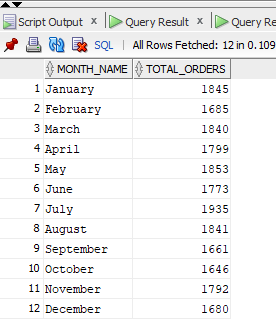 Script Output x Query Result x Query Re
SQL | All Rows Fetched: 12 in 0.109
MONTH_NAME TOTAL_ORDERS
1 January 1845
2 February 1685
3 March 1840
4 April 1799
5 May 1853
6 June 1773
7 July 1935
8 August 1841
9 September 1661
10 October 1646
11 November 1792
12 December 1680